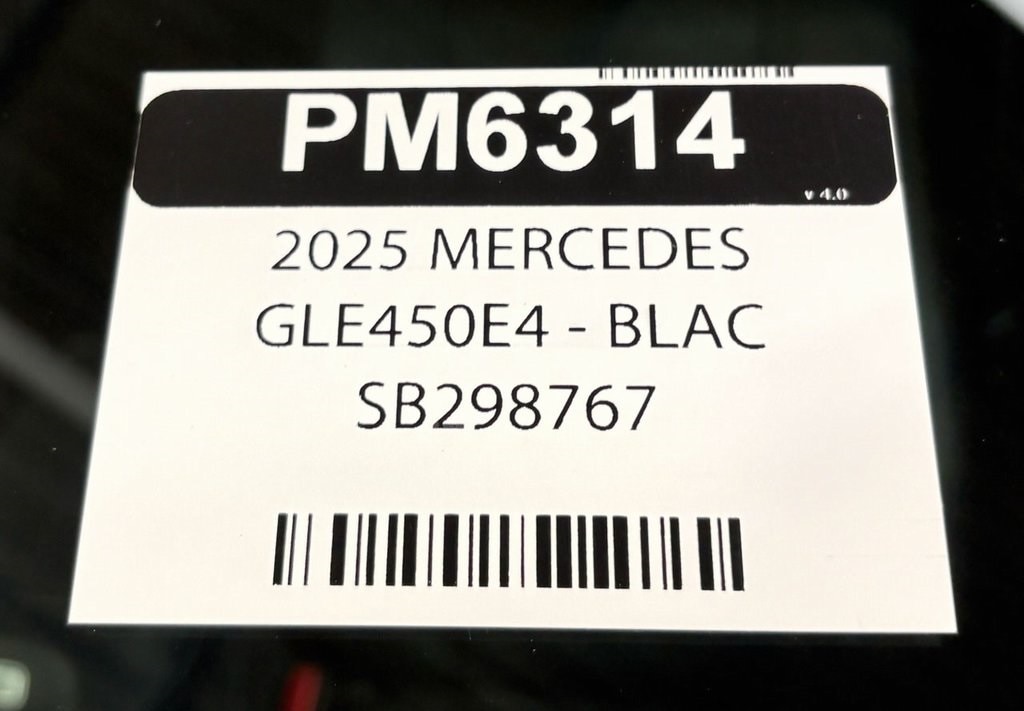 PM6314
v 4.0
2025 MERCEDES
GLE450E4 - BLAC
SB298767